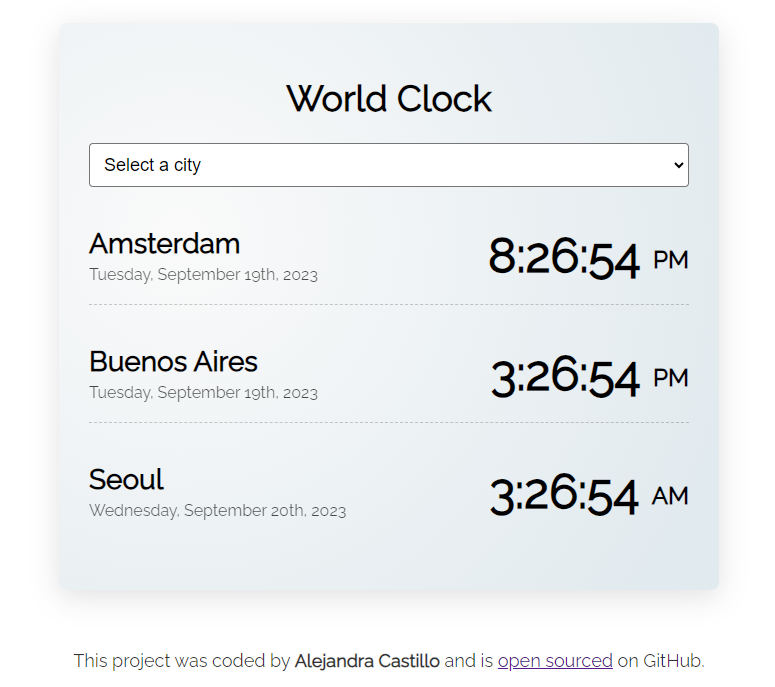 World Clock
Select a city
Amsterdam
8:26:54 PM
Tuesday, September 19th, 2023
Buenos Aires
3:26:54 PM
Tuesday, September 19th, 2023
Seoul
3:26:54 AM
Wednesday, September 20th, 2023
This project was coded by Alejandra Castillo and is open sourced on GitHub.